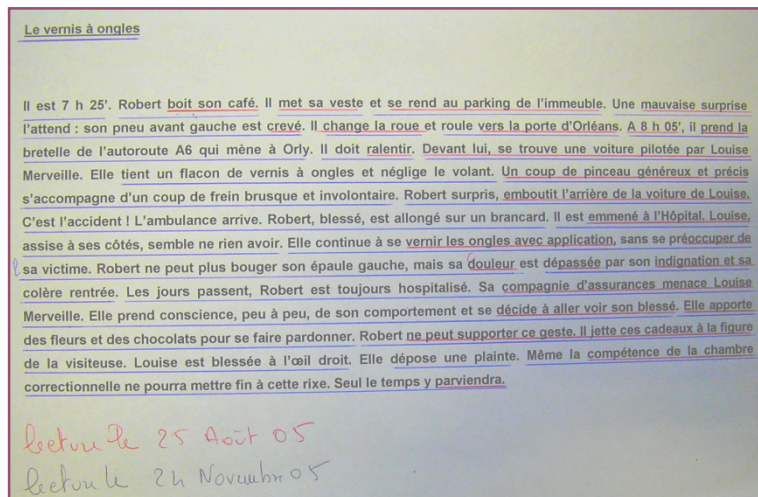 Le vernis à ongles
Il est 7 h 25'. Robert boit son café. Il met sa veste et se rend au parking de l'immeuble. Une mauvaise surprise
l'attend : son pneu avant gauche est crevé. Il change la roue et roule vers la porte d'Orléans. A 8 h 05', il prend la
bretelle de l'autoroute A6 qui mène à Orly. Il doit ralentir. Devant lui, se trouve une voiture pilotée par Louise
Merveille. Elle tient un flacon de vernis à ongles et néglige le volant. Un coup de pinceau généreux et précis
s'accompagne d'un coup de frein brusque et involontaire. Robert surpris, emboutit l'arrière de la voiture de Louise.
C'est l'accident ! L'ambulance arrive. Robert, blessé, est allongé sur un brancard. Il est emmené à l'Hôpital. Louise,
assise à ses côtés, semble ne rien avoir. Elle continue à se vernir les ongles avec application, sans se préoccuper de
sa victime. Robert ne peut plus bouger son épaule gauche, mais sa douleur est dépassée par son indignation et sa
colère rentrée. Les jours passent, Robert est toujours hospitalisé. Sa compagnie d'assurances menace Louise
Merveille. Elle prend conscience, peu à peu, de son comportement et se décide à aller voir son blessé. Elle apporte
des fleurs et des chocolats pour se faire pardonner. Robert ne peut supporter ce geste. Il jette ces cadeaux à la figure
de la visiteuse. Louise est blessée à l'œil droit. Elle dépose une plainte. Même la compétence de la chambre
correctionnelle ne pourra mettre fin à cette rixe. Seul le temps y parviendra.
lecture le 25 Août 05
lecture le 24 Novembre 05